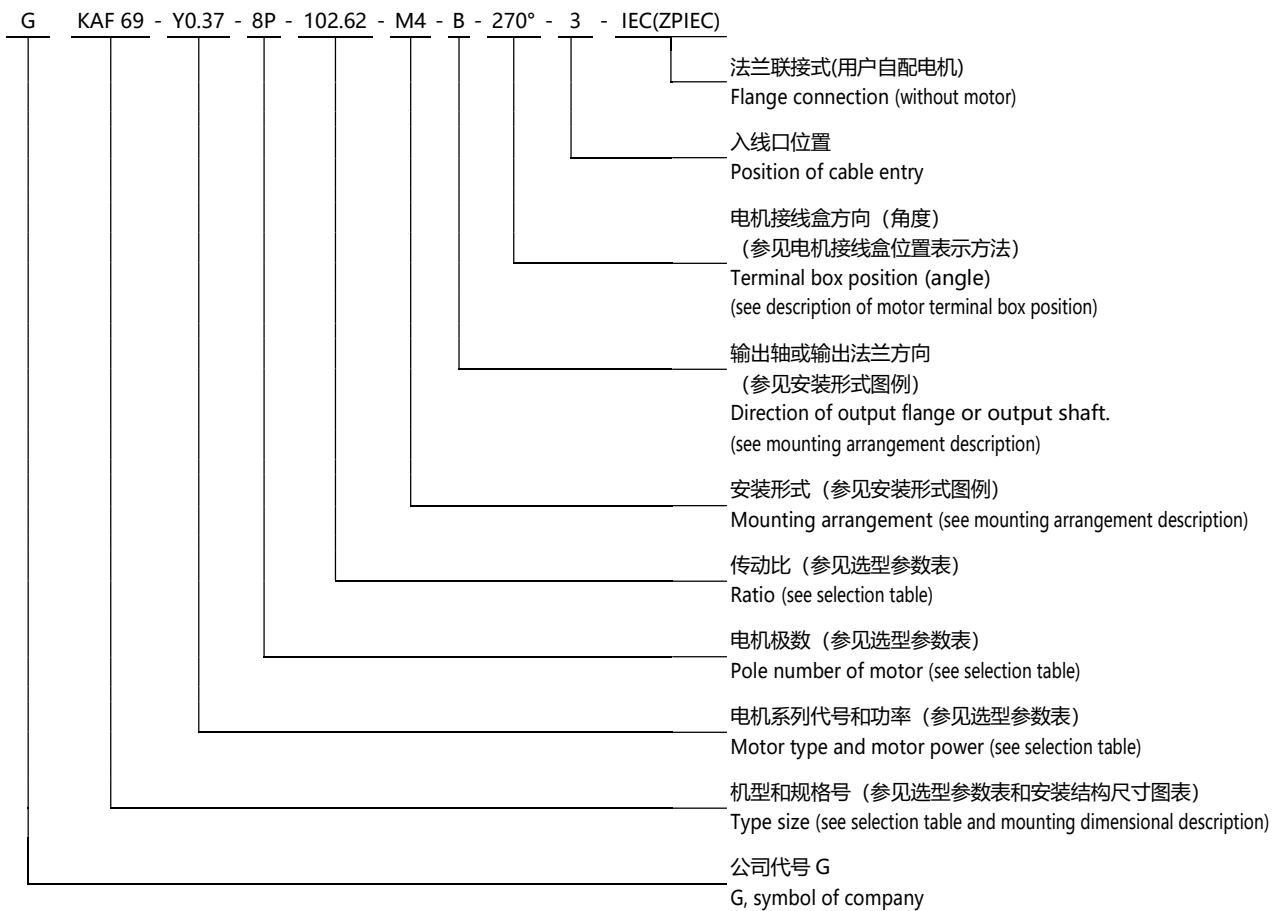 G KAF 69 - Y0.37 - 8P - 102.62 - M4 - B - 270° - 3 - IEC(ZPIEC)
法兰联接式(用户自配电机)
Flange connection (without motor)
入线口位置
Position of cable entry
电机接线盒方向（角度）
（参见电机接线盒位置表示方法）
Terminal box position (angle)
(see description of motor terminal box position)
输出轴或输出法兰方向
（参见安装形式图例）
Direction of output flange or output shaft.
(see mounting arrangement description)
安装形式（参见安装形式图例）
Mounting arrangement (see mounting arrangement description)
传动比（参见选型参数表）
Ratio (see selection table)
电机极数（参见选型参数表）
Pole number of motor (see selection table)
电机系列代号和功率（参见选型参数表）
Motor type and motor power (see selection table)
机型和规格号（参见选型参数表和安装结构尺寸图表）
Type size (see selection table and mounting dimensional description)
公司代号 G
G, symbol of company